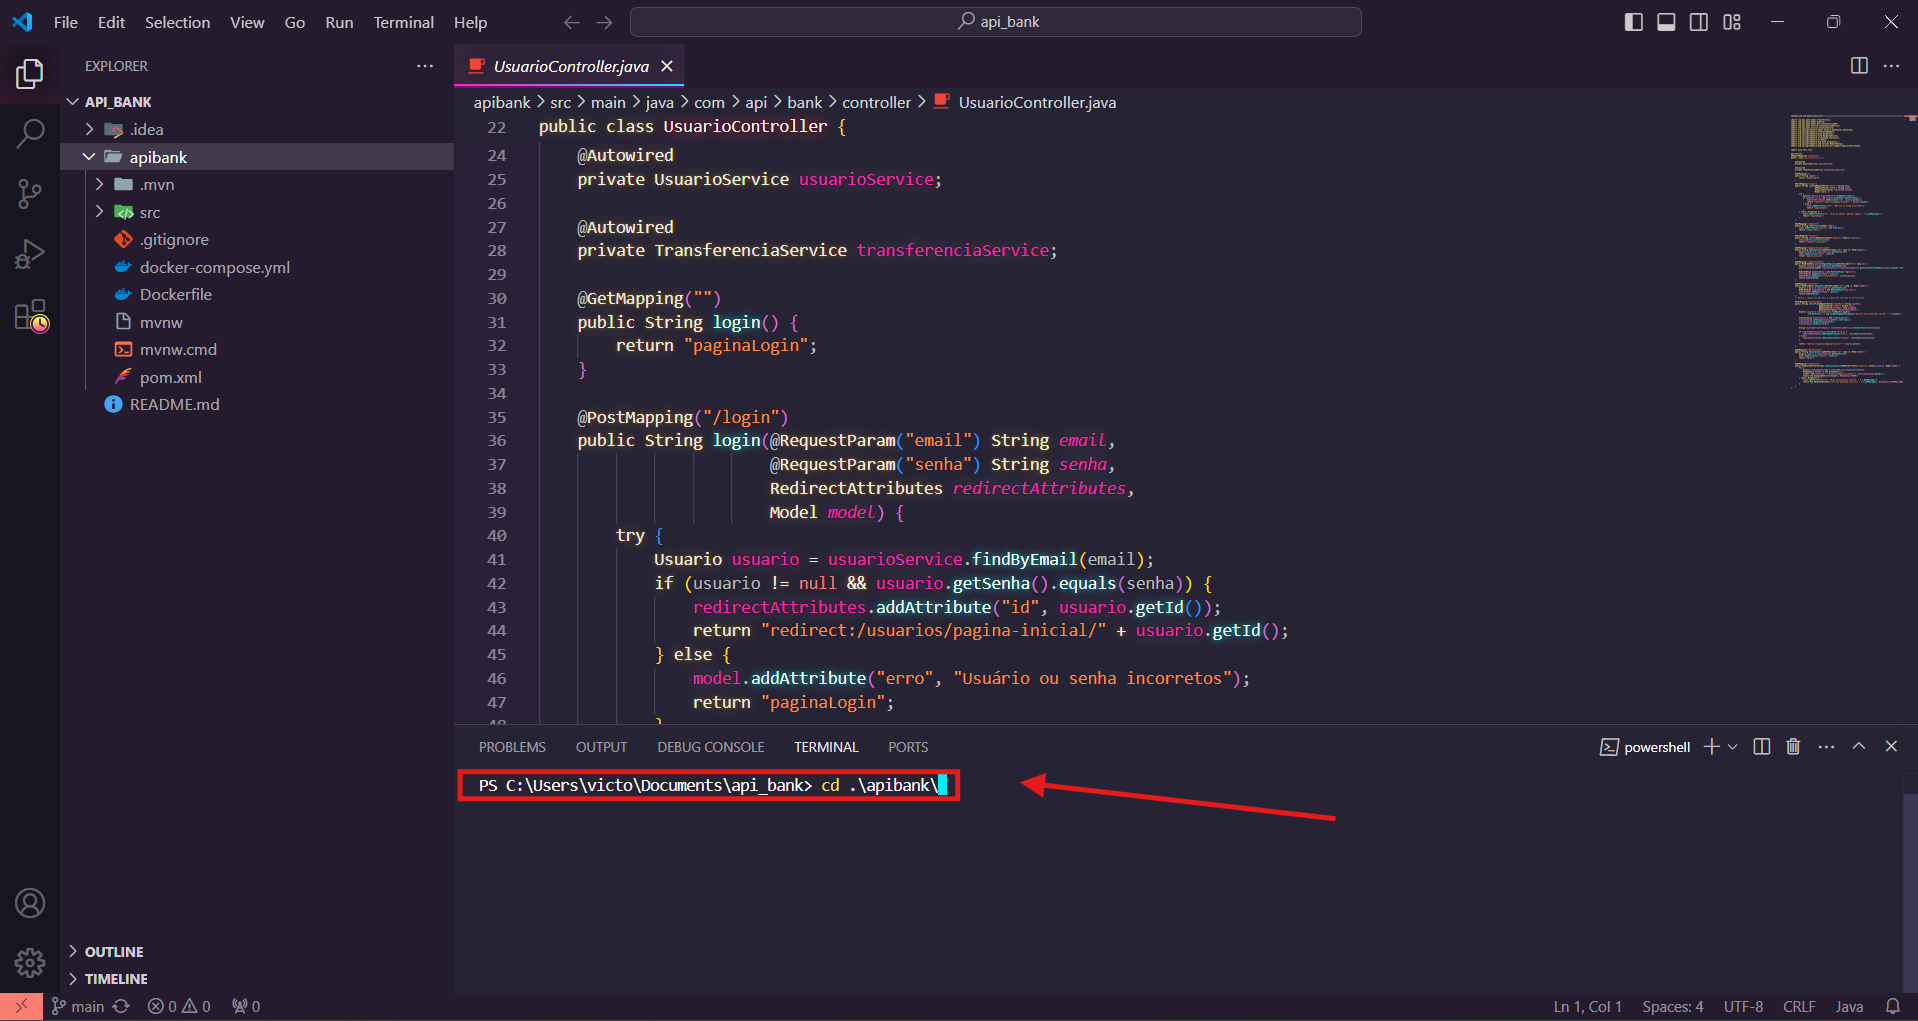 File Edit Selection View Go Run Terminal Help
api_bank
EXPLORER
API_BANK
.idea
apibank
.mvn
src
.gitignore
docker-compose.yml
Dockerfile
mvnw
mvnw.cmd
pom.xml
README.md
OUTLINE
TIMELINE
UsuarioController.java
apibank > src > main > java > com > api > bank > controller > UsuarioController.java
22 public class UsuarioController {
24 @Autowired
25 private UsuarioService usuarioService;
26
27 @Autowired
28 private TransferenciaService transferenciaService;
29
30 @GetMapping("")
31 public String login() {
32 return "paginaLogin";
33 }
34
35 @PostMapping("/login")
36 public String login(@RequestParam("email") String email,
37 @RequestParam("senha") String senha,
38 RedirectAttributes redirectAttributes,
39 Model model) {
40 try {
41 Usuario usuario = usuarioService.findByEmail(email);
42 if (usuario != null && usuario.getSenha().equals(senha)) {
43 redirectAttributes.addAttribute("id", usuario.getId());
44 return "redirect:/usuarios/pagina-inicial/" + usuario.getId();
45 } else {
46 model.addAttribute("erro", "Usuário ou senha incorretos");
47 return "paginaLogin";
48 }
PROBLEMS OUTPUT DEBUG CONSOLE TERMINAL PORTS
powershell
PS C:\Users\victo\Documents\api_bank> cd .\apibank\
main 0 0 0
Ln 1, Col 1 Spaces: 4 UTF-8 CRLF Java